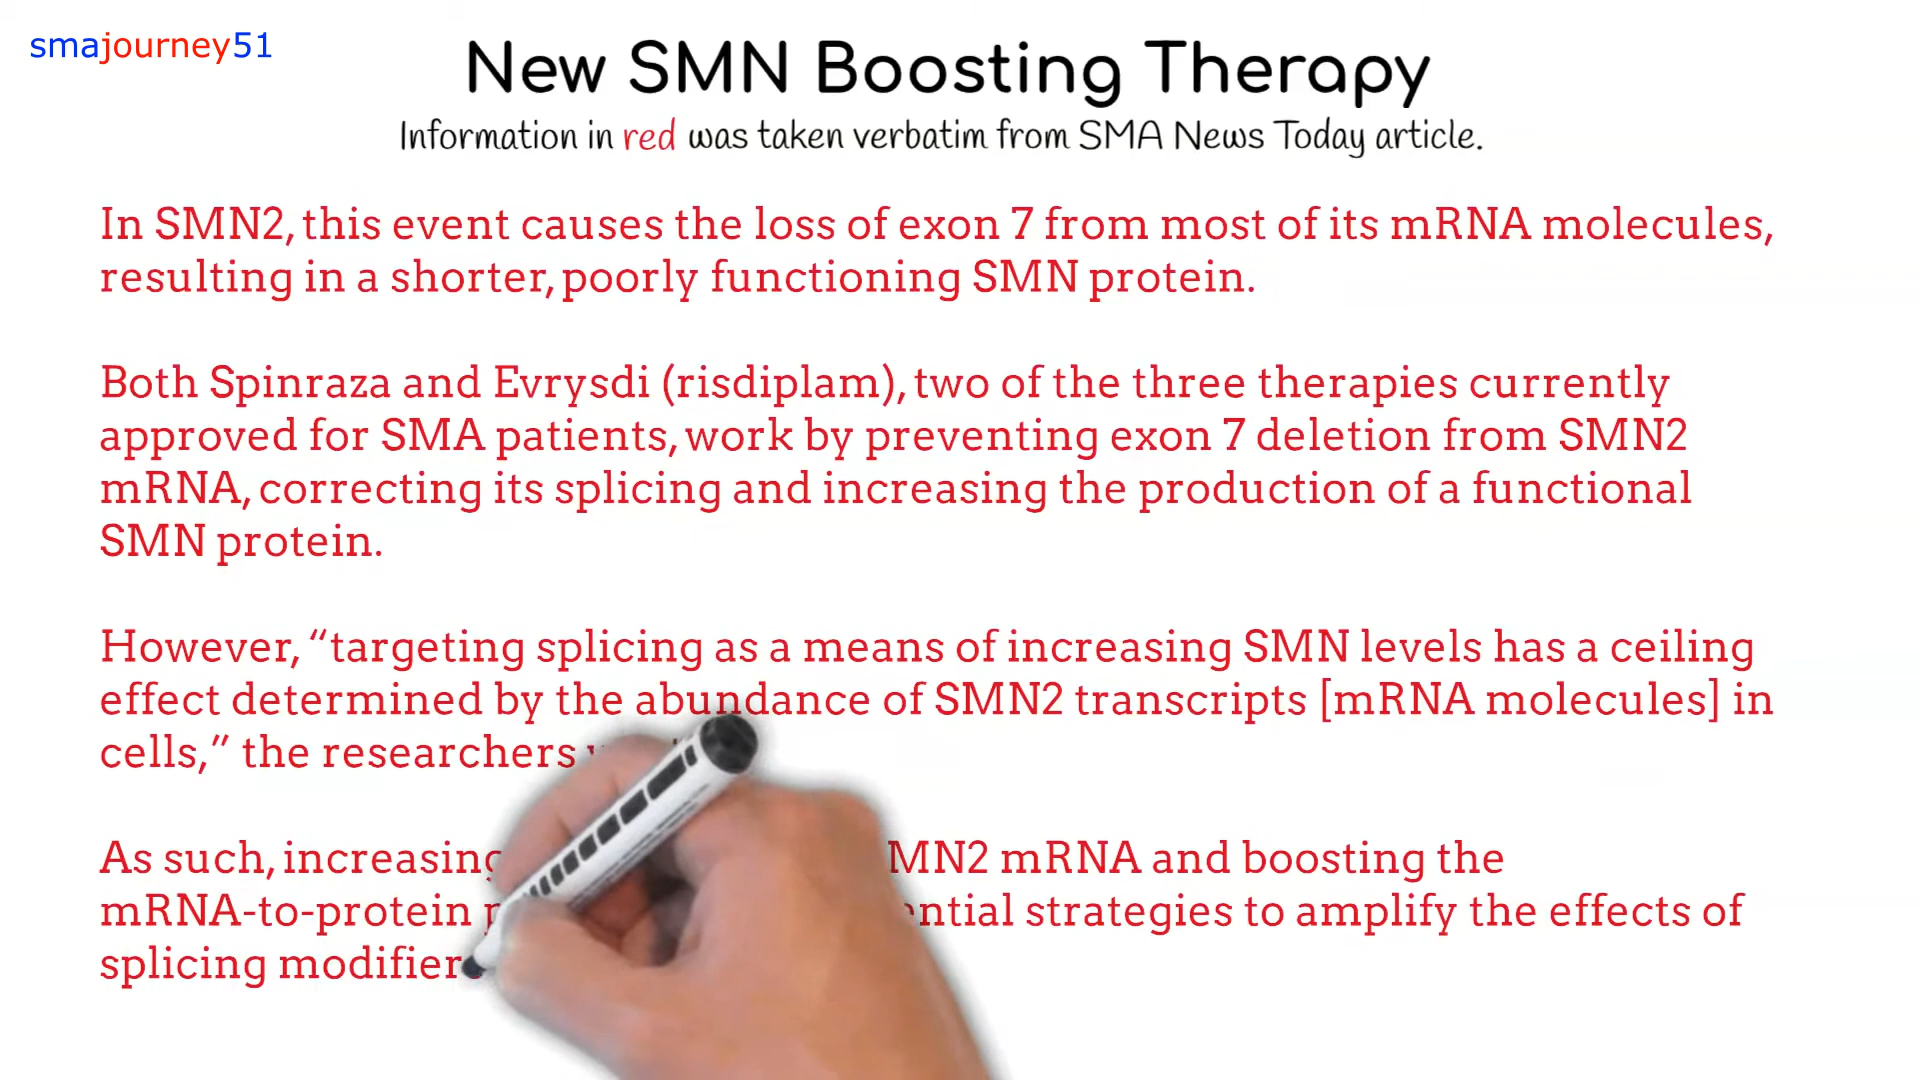 smajourney51
New SMN Boosting Therapy
Information in red was taken verbatim from SMA News Today article.
In SMN2, this event causes the loss of exon 7 from most of its mRNA molecules,
resulting in a shorter, poorly functioning SMN protein.
Both Spinraza and Evrysdi (risdiplam), two of the three therapies currently
approved for SMA patients, work by preventing exon 7 deletion from SMN2
mRNA, correcting its splicing and increasing the production of a functional
SMN protein.
However, “targeting splicing as a means of increasing SMN levels has a ceiling
effect determined by the abundance of SMN2 transcripts [mRNA molecules] in
cells,” the researchers
As such, increasing mRNA and boosting the
mRNA-to-protein strategies to amplify the effects of
splicing